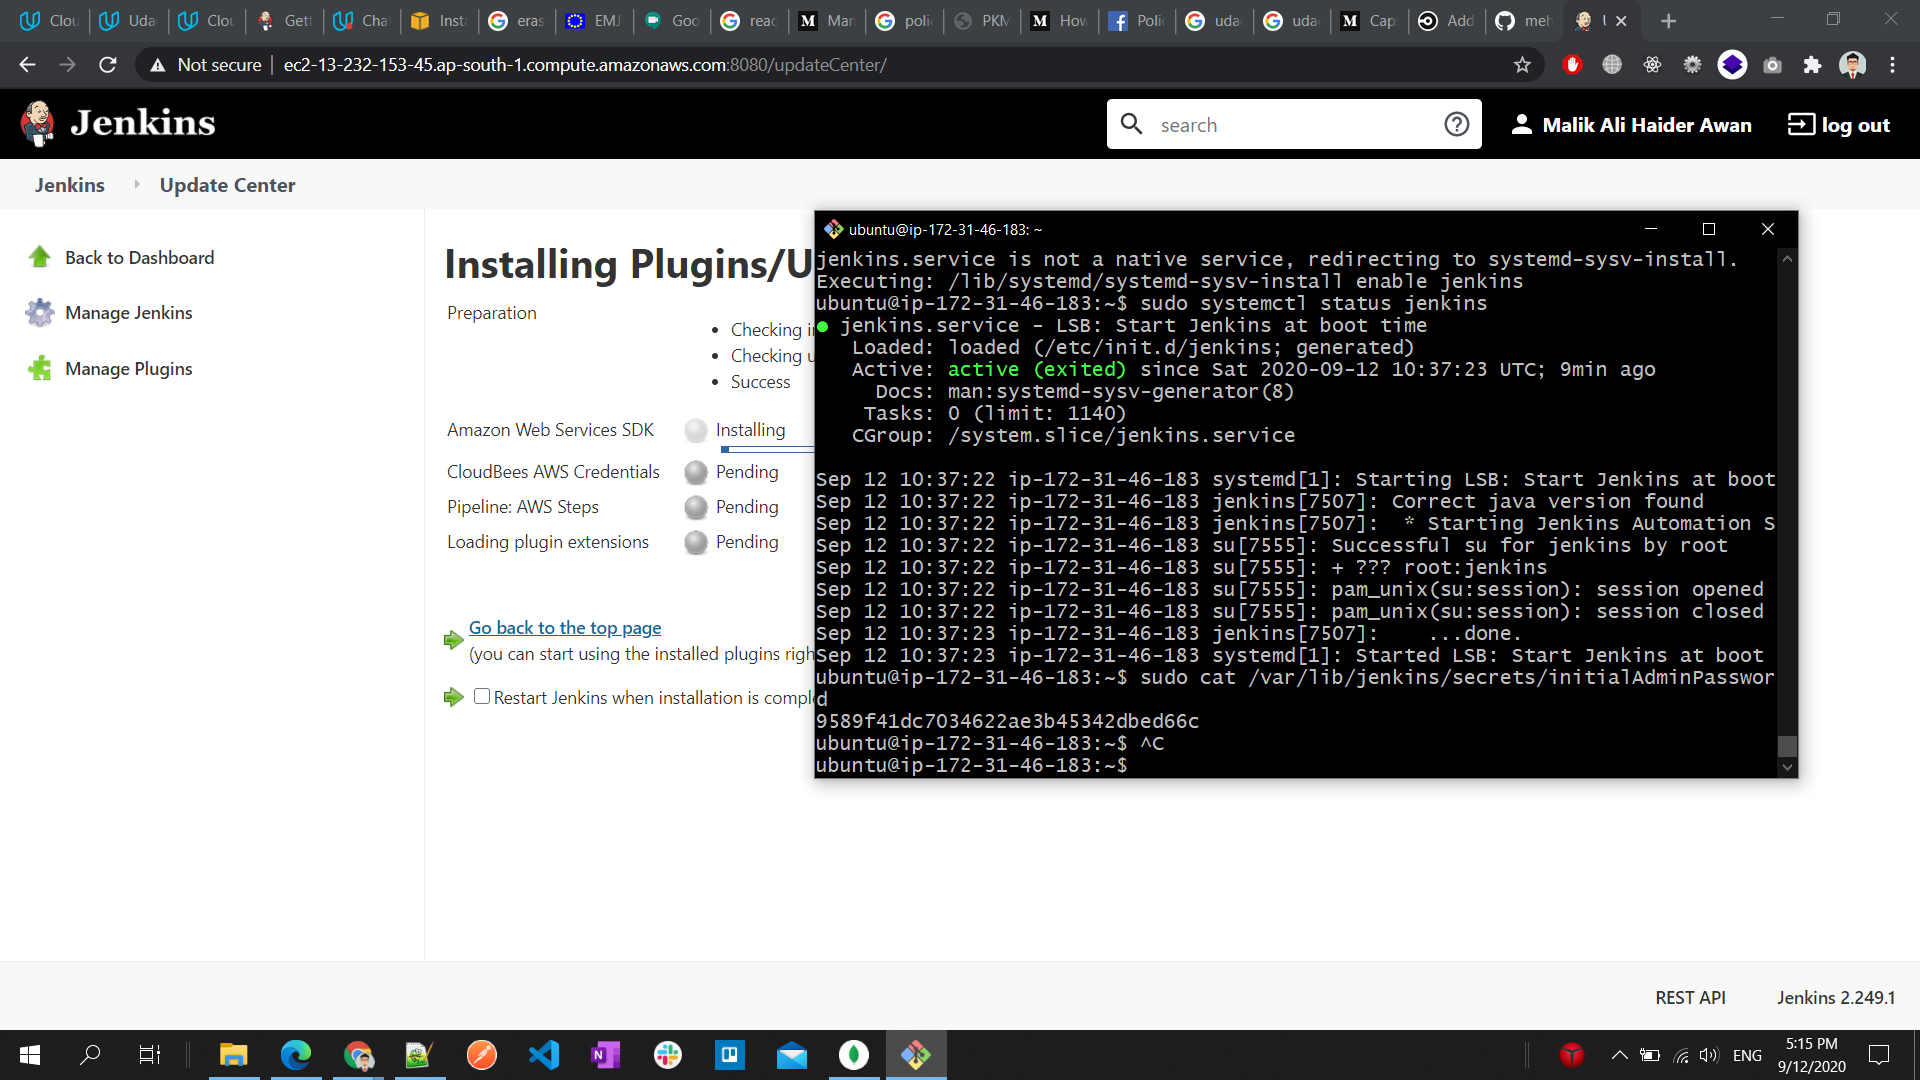 Clou
Udac
Clou
Gett
Chat
Insta
eras
EMJ
Goo
reac
Man
poli
PKM
How
Polic
udac
udac
Cap
Add
meh
U
Not secure
ec2-13-232-153-45.ap-south-1.compute.amazonaws.com:8080/updateCenter/
Jenkins
search
Malik Ali Haider Awan
log out
Jenkins
Update Center
Back to Dashboard
Manage Jenkins
Manage Plugins
Installing Plugins/U
Preparation
Checking i
Checking u
Success
Amazon Web Services SDK
Installing
CloudBees AWS Credentials
Pending
Pipeline: AWS Steps
Pending
Loading plugin extensions
Pending
Go back to the top page
(you can start using the installed plugins righ
Restart Jenkins when installation is compl
ubuntu@ip-172-31-46-183: ~
jenkins.service is not a native service, redirecting to systemd-sysv-install.
Executing: /lib/systemd/systemd-sysv-install enable jenkins
ubuntu@ip-172-31-46-183:~$ sudo systemctl status jenkins
● jenkins.service - LSB: Start Jenkins at boot time
Loaded: loaded (/etc/init.d/jenkins; generated)
Active: active (exited) since Sat 2020-09-12 10:37:23 UTC; 9min ago
Docs: man:systemd-sysv-generator(8)
Tasks: 0 (limit: 1140)
CGroup: /system.slice/jenkins.service
Sep 12 10:37:22 ip-172-31-46-183 systemd[1]: Starting LSB: Start Jenkins at boot
Sep 12 10:37:22 ip-172-31-46-183 jenkins[7507]: Correct java version found
Sep 12 10:37:22 ip-172-31-46-183 jenkins[7507]:  * Starting Jenkins Automation S
Sep 12 10:37:22 ip-172-31-46-183 su[7555]: Successful su for jenkins by root
Sep 12 10:37:22 ip-172-31-46-183 su[7555]: + ??? root:jenkins
Sep 12 10:37:22 ip-172-31-46-183 su[7555]: pam_unix(su:session): session opened
Sep 12 10:37:22 ip-172-31-46-183 su[7555]: pam_unix(su:session): session closed
Sep 12 10:37:23 ip-172-31-46-183 jenkins[7507]:    ...done.
Sep 12 10:37:23 ip-172-31-46-183 systemd[1]: Started LSB: Start Jenkins at boot
ubuntu@ip-172-31-46-183:~$ sudo cat /var/lib/jenkins/secrets/initialAdminPasswor
d
9589f41dc7034622ae3b45342dbed66c
ubuntu@ip-172-31-46-183:~$ ^C
ubuntu@ip-172-31-46-183:~$
REST API
Jenkins 2.249.1
ENG
5:15 PM
9/12/2020